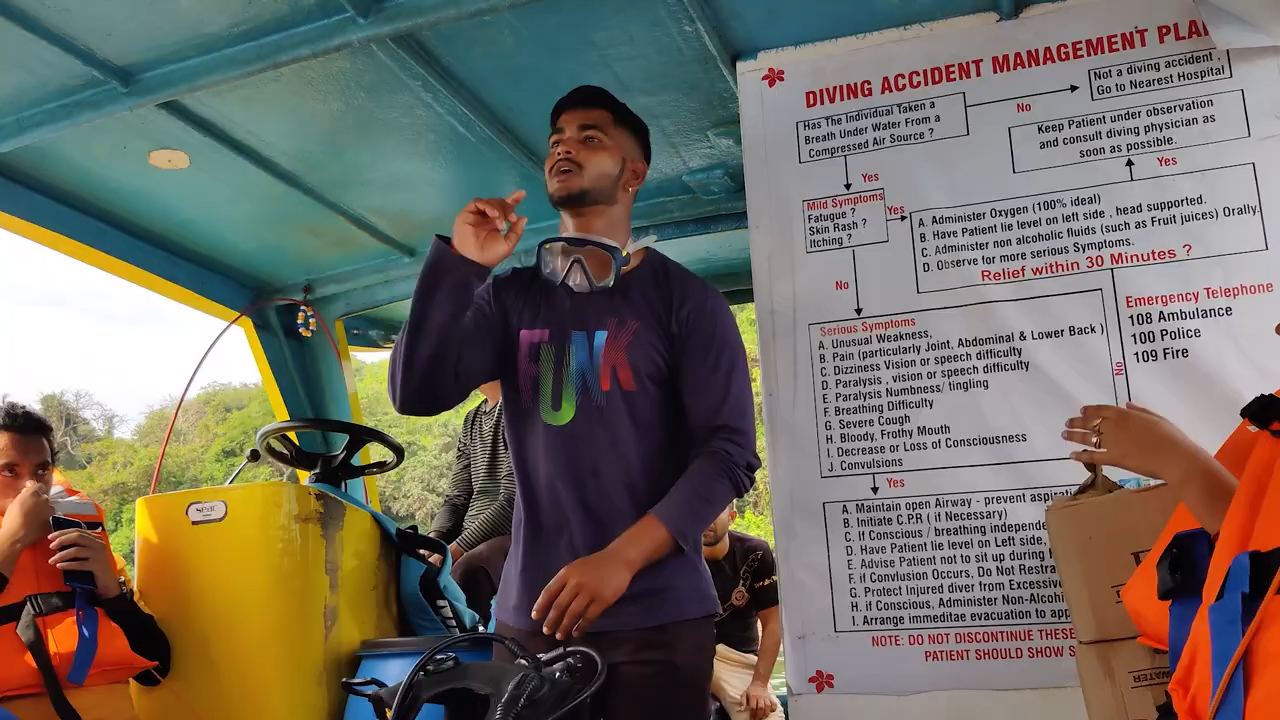 DIVING ACCIDENT MANAGEMENT PLAN
Not a diving accident ,
Go to Nearest Hospital
Has The Individual Taken a
Breath Under Water From a
Compressed Air Source ?
No
Keep Patient under observation
and consult diving physician as
soon as possible.
Yes
Yes
Mild Symptoms
Fatugue ?
Skin Rash ?
Itching ?
Yes
A. Administer Oxygen (100% ideal)
B. Have Patient lie level on left side , head supported.
C. Administer non alcoholic fluids (such as Fruit juices) Orally.
D. Observe for more serious Symptoms.
Relief within 30 Minutes ?
No
Emergency Telephone
108 Ambulance
100 Police
109 Fire
Serious Symptoms
A. Unusual Weakness,
B. Pain (particularly Joint, Abdominal & Lower Back )
C. Dizziness Vision or speech difficulty
D. Paralysis , vision or speech difficulty
E. Paralysis Numbness/ tingling
F. Breathing Difficulty
G. Severe Cough
H. Bloody, Frothy Mouth
I. Decrease or Loss of Consciousness
J. Convulsions
No
Yes
A. Maintain open Airway - prevent
B. Initiate C.P.R ( if Necessary)
C. If Conscious / breathing
D. Have Patient lie level on Left side,
E. Advise Patient not to sit up during
F. if Convlusion Occurs, Do Not
G. Protect Injured diver from
H. if Conscious, Administer
I. Arrange immeditae evacuation to
NOTE: DO NOT DISCONTINUE THESE
PATIENT SHOULD SHOW
FUNK
seac
WATER